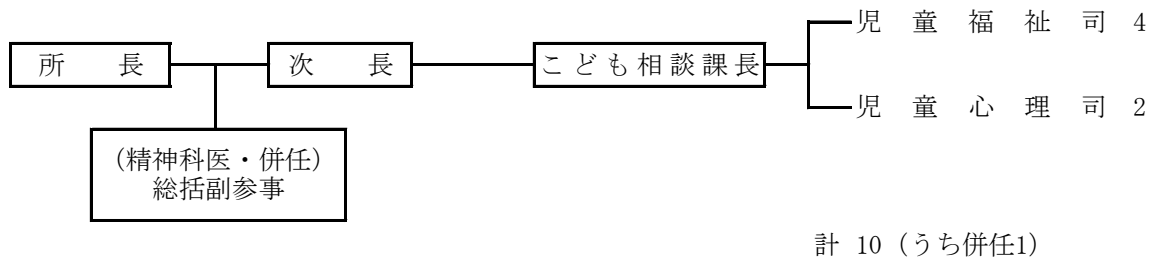 児童福祉司 4
所長
次長
こども相談課長
児童心理司 2
(精神科医・併任)
総括副参事
計 10 (うち併任1)